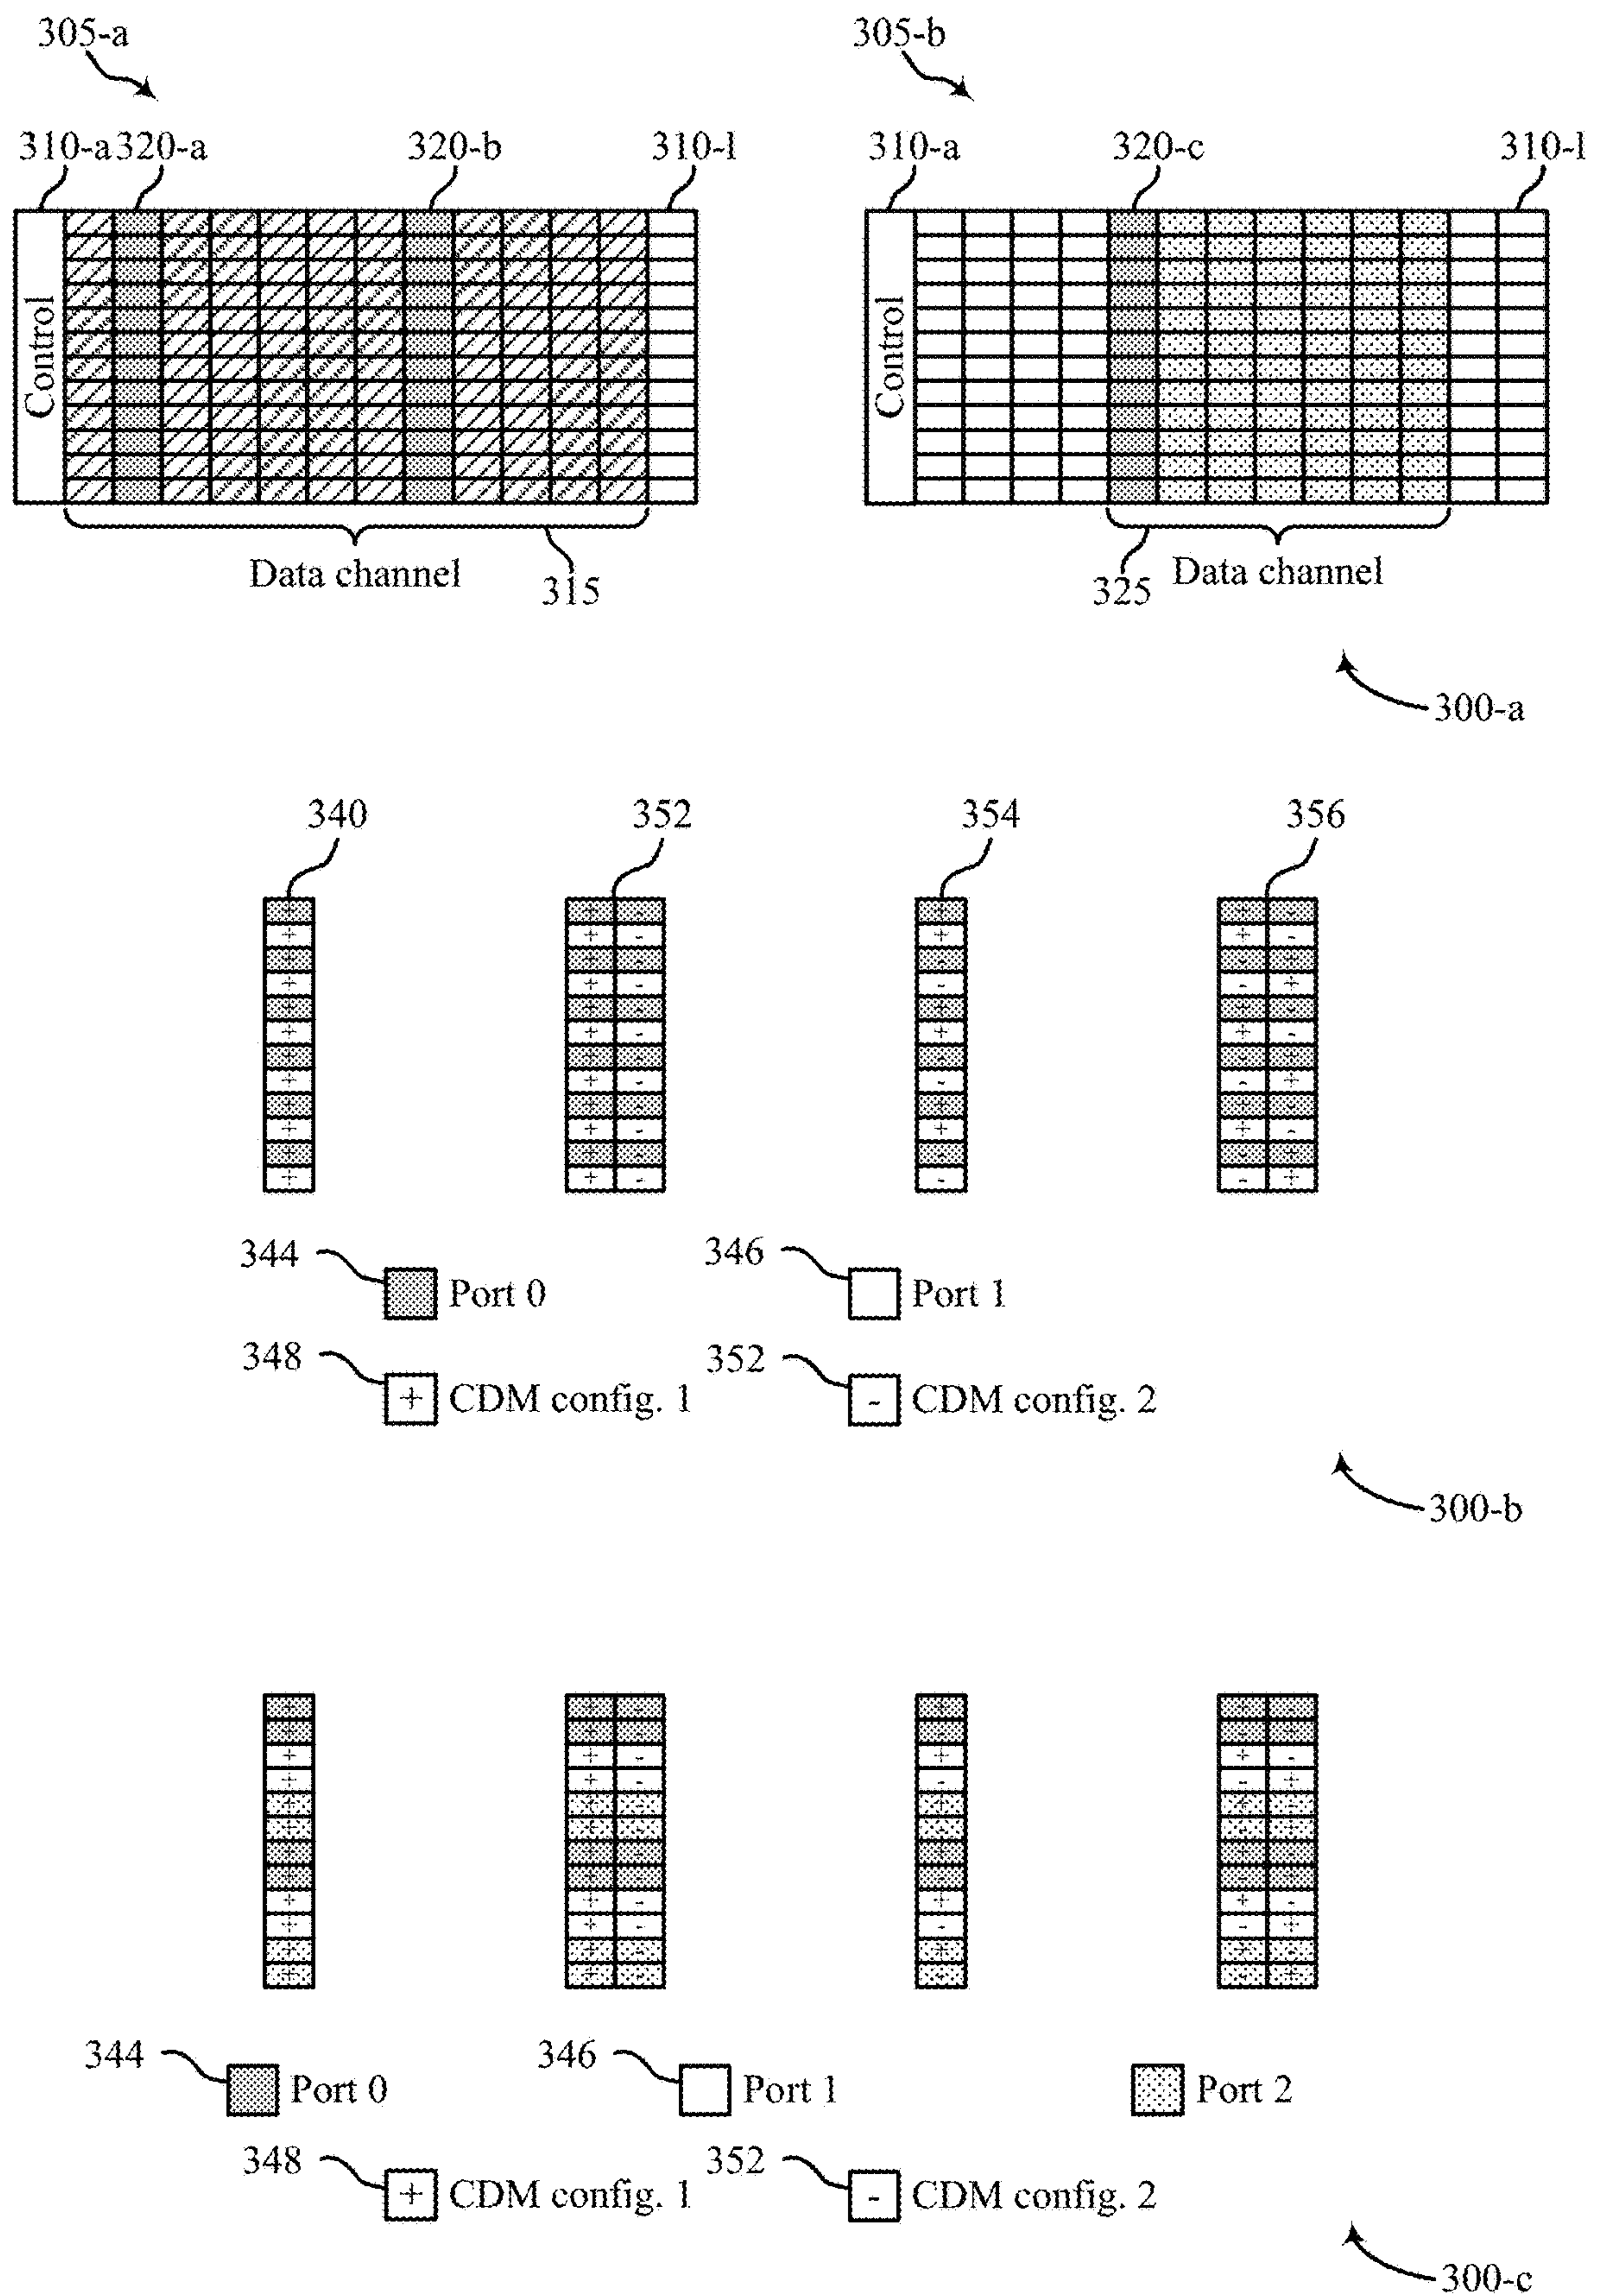 305-a 305-b
310-a 320-a 320-b 310-l 310-a 320-c 310-l
Control Control
Data channel 315 325 Data channel
300-a
340 352 354 356
+ + - + + -
+ + - + + -
+ + - - - +
+ + - - - +
+ + - + + -
+ + - + + -
+ + - - - +
+ + - - - +
+ + - + + -
+ + - + + -
+ + - - - +
+ + - - - +
344 Port 0 346 Port 1
348 + CDM config. 1 352 - CDM config. 2
300-b
+ + - + + -
+ + - - - +
+ + - + + -
+ + - - - +
+ + - + + -
+ + - - - +
+ + - + + -
+ + - - - +
+ + - + + -
+ + - - - +
+ + - + + -
+ + - - - +
344 Port 0 346 Port 1 Port 2
348 + CDM config. 1 352 - CDM config. 2
300-c